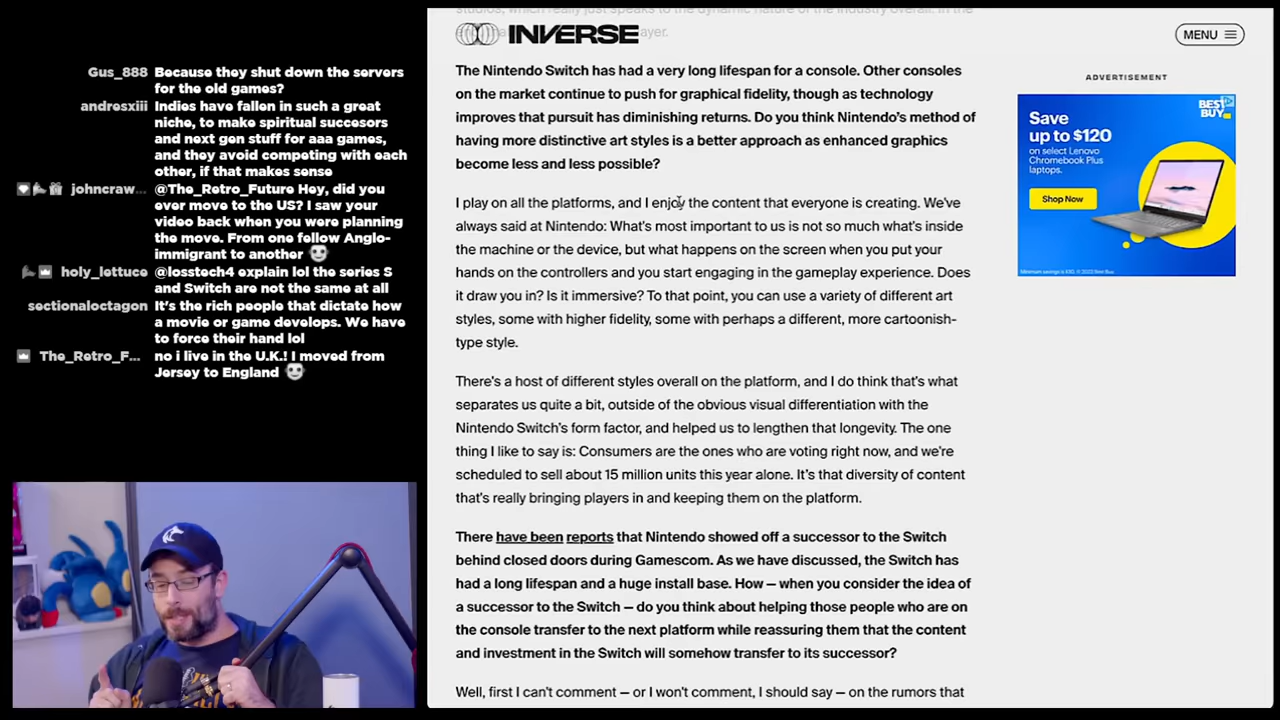 Gus_888 Because they shut down the servers
for the old games?
andresxiii Indies have fallen in such a great
niche, to make spiritual succesors
and next gen stuff for aaa games,
and they avoid competing with each
other, if that makes sense
johncraw... @The_Retro_Future Hey, did you
ever move to the US? I saw your
video back when you were planning
the move. From one fellow Anglo-
immigrant to another
holy_lettuce @losstech4 explain lol the series S
and Switch are not the same at all
sectionaloctagon It's the rich people that dictate how
a movie or game develops. We have
to force their hand lol
The_Retro_F... no i live in the U.K.! I moved from
Jersey to England
studios, which really just speaks to the dynamic nature of the industry overall. In the
ayer.
INVERSE
MENU
The Nintendo Switch has had a very long lifespan for a console. Other consoles
on the market continue to push for graphical fidelity, though as technology
improves that pursuit has diminishing returns. Do you think Nintendo's method of
having more distinctive art styles is a better approach as enhanced graphics
become less and less possible?
I play on all the platforms, and I enjoy the content that everyone is creating. We've
always said at Nintendo: What's most important to us is not so much what's inside
the machine or the device, but what happens on the screen when you put your
hands on the controllers and you start engaging in the gameplay experience. Does
it draw you in? Is it immersive? To that point, you can use a variety of different art
styles, some with higher fidelity, some with perhaps a different, more cartoonish-
type style.
There's a host of different styles overall on the platform, and I do think that's what
separates us quite a bit, outside of the obvious visual differentiation with the
Nintendo Switch's form factor, and helped us to lengthen that longevity. The one
thing I like to say is: Consumers are the ones who are voting right now, and we're
scheduled to sell about 15 million units this year alone. It's that diversity of content
that's really bringing players in and keeping them on the platform.
There have been reports that Nintendo showed off a successor to the Switch
behind closed doors during Gamescom. As we have discussed, the Switch has
had a long lifespan and a huge install base. How — when you consider the idea of
a successor to the Switch — do you think about helping those people who are on
the console transfer to the next platform while reassuring them that the content
and investment in the Switch will somehow transfer to its successor?
Well, first I can't comment — or I won't comment, I should say — on the rumors that
ADVERTISEMENT
BEST
BUY
Save
up to $120
on select Lenovo
Chromebook Plus
laptops.
Shop Now